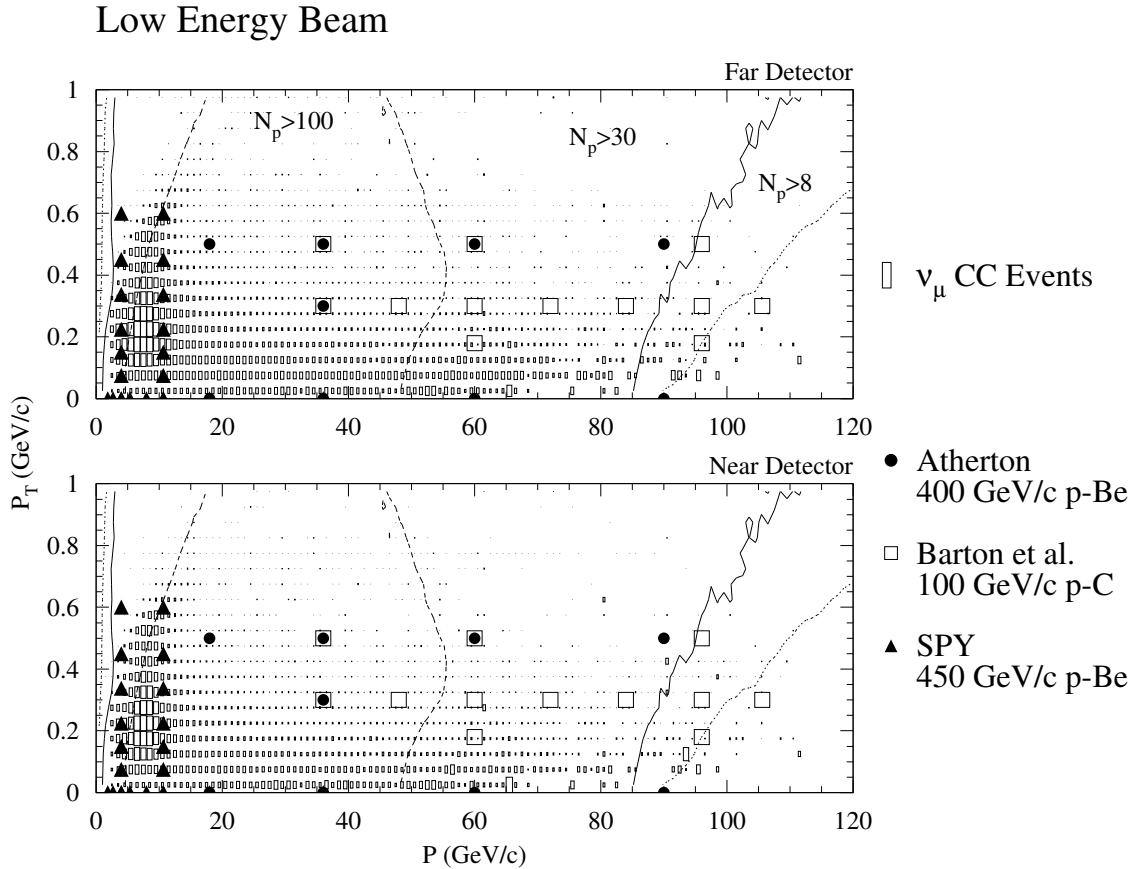 Low Energy Beam
Far Detector
1
0.8
0.6
0.4
0.2
0
N_p>100
N_p>30
N_p>8
0 20 40 60 80 100 120
ν_μ CC Events
P_T (GeV/c)
Near Detector
1
0.8
0.6
0.4
0.2
0
0 20 40 60 80 100 120
P (GeV/c)
Atherton
400 GeV/c p-Be
Barton et al.
100 GeV/c p-C
SPY
450 GeV/c p-Be